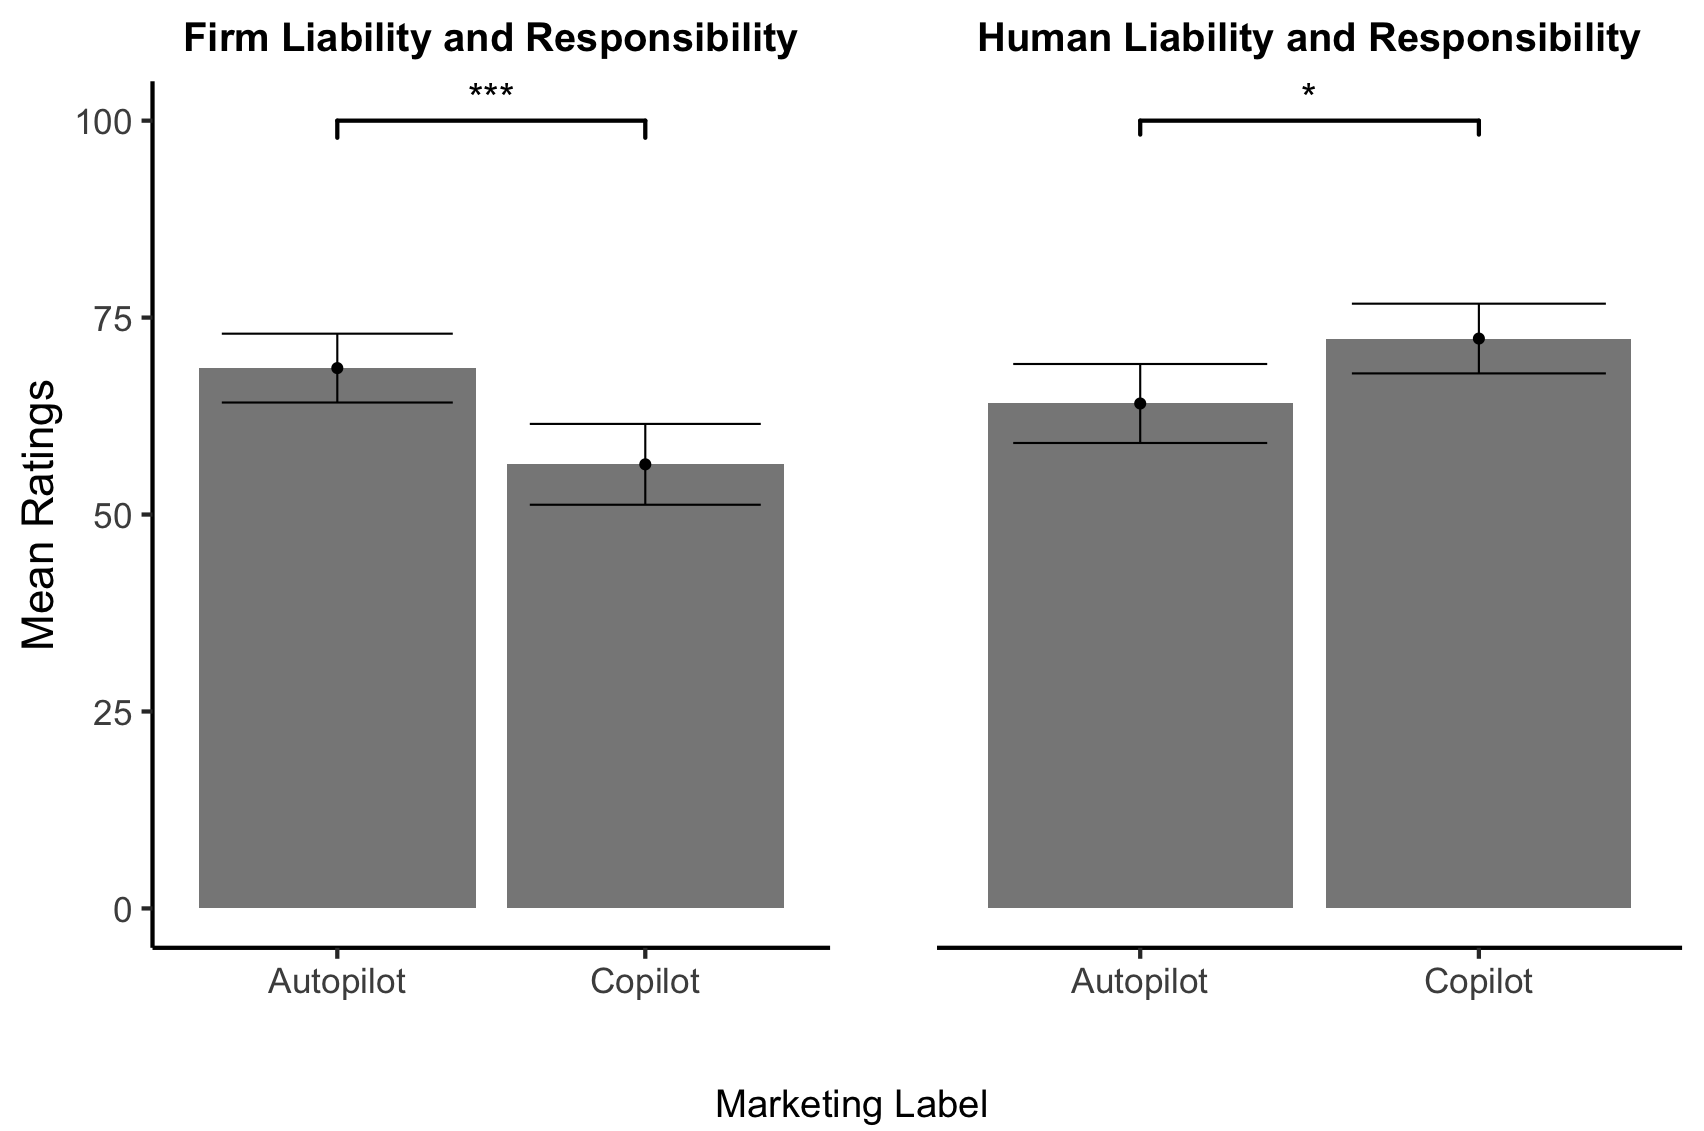 Firm Liability and Responsibility
Human Liability and Responsibility
***
*
100
75
50
25
0
Mean Ratings
Autopilot
Copilot
Autopilot
Copilot
Marketing Label